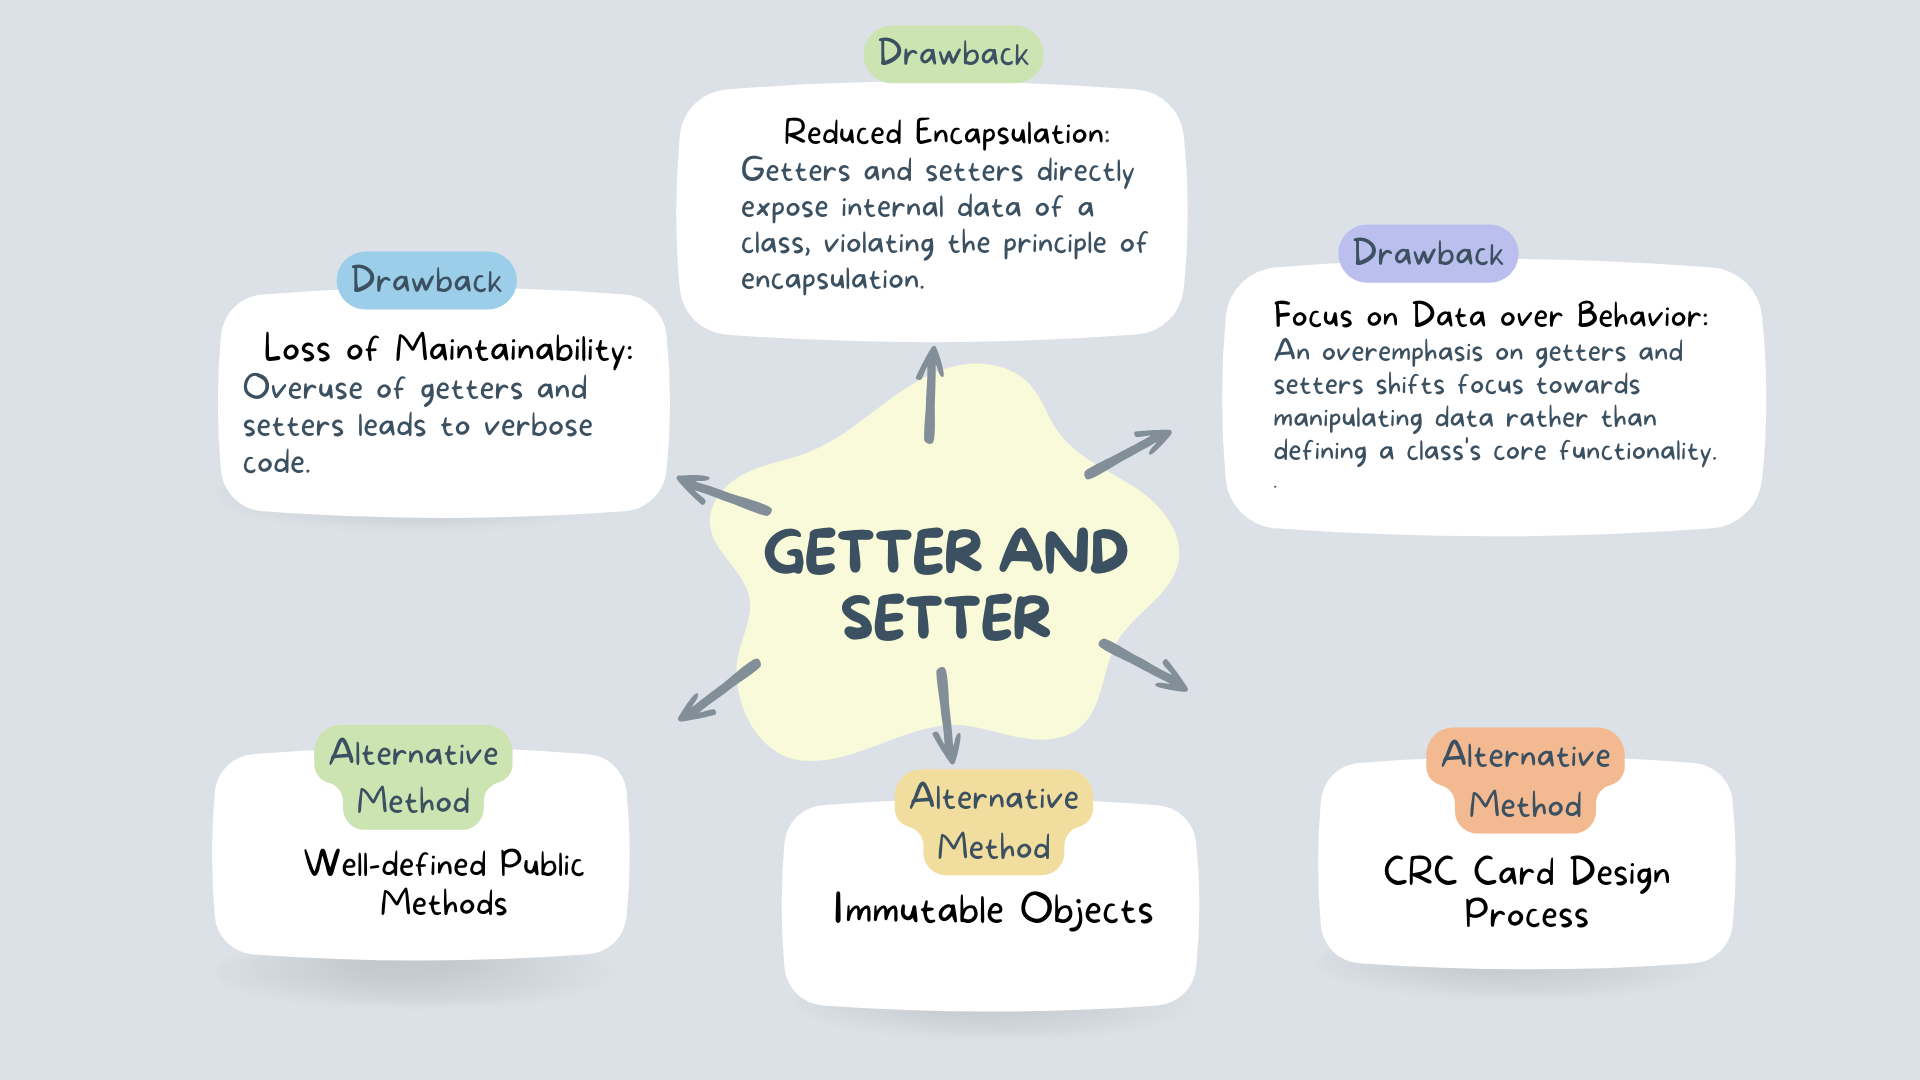 Drawback
Reduced Encapsulation:
Getters and setters directly
expose internal data of a
class, violating the principle of
encapsulation.
Drawback
Loss of Maintainability:
Overuse of getters and
setters leads to verbose
code.
Drawback
Focus on Data over Behavior:
An overemphasis on getters and
setters shifts focus towards
manipulating data rather than
defining a class's core functionality.
.
GETTER AND
SETTER
Alternative
Method
Well-defined Public
Methods
Alternative
Method
Immutable Objects
Alternative
Method
CRC Card Design
Process